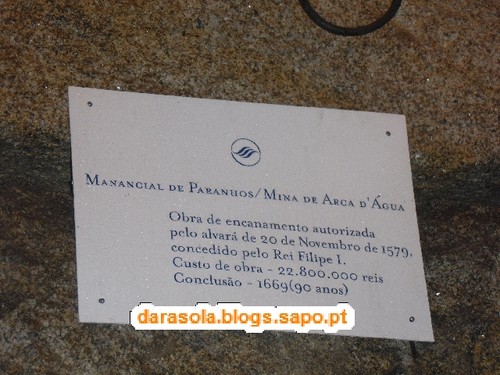 Manancial de Paranhos/Mina de Arca d'Água
Obra de encanamento autorizada
pelo alvará de 20 de Novembro de 1579,
concedido pelo Rei Filipe I.
Custo de obra - 22.800.000 reis
Conclusão - 1669(90 anos)
darasola.blogs.sapo.pt